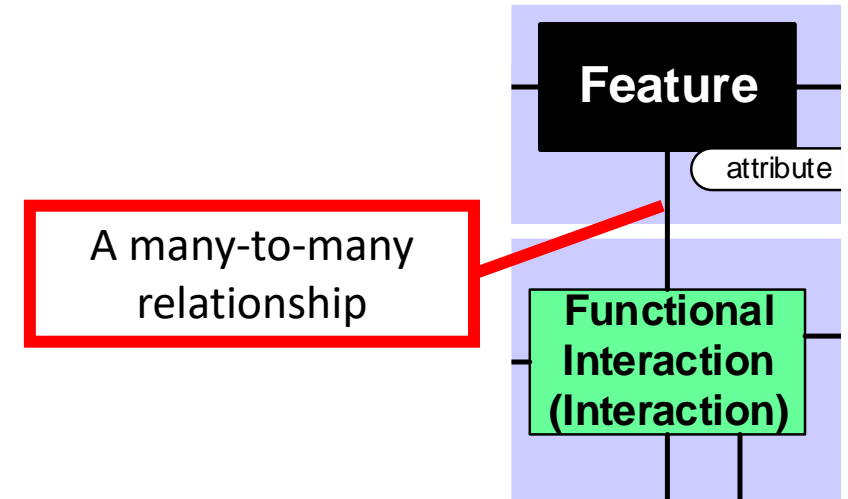 Feature
attribute
A many-to-many
relationship
Functional
Interaction
(Interaction)